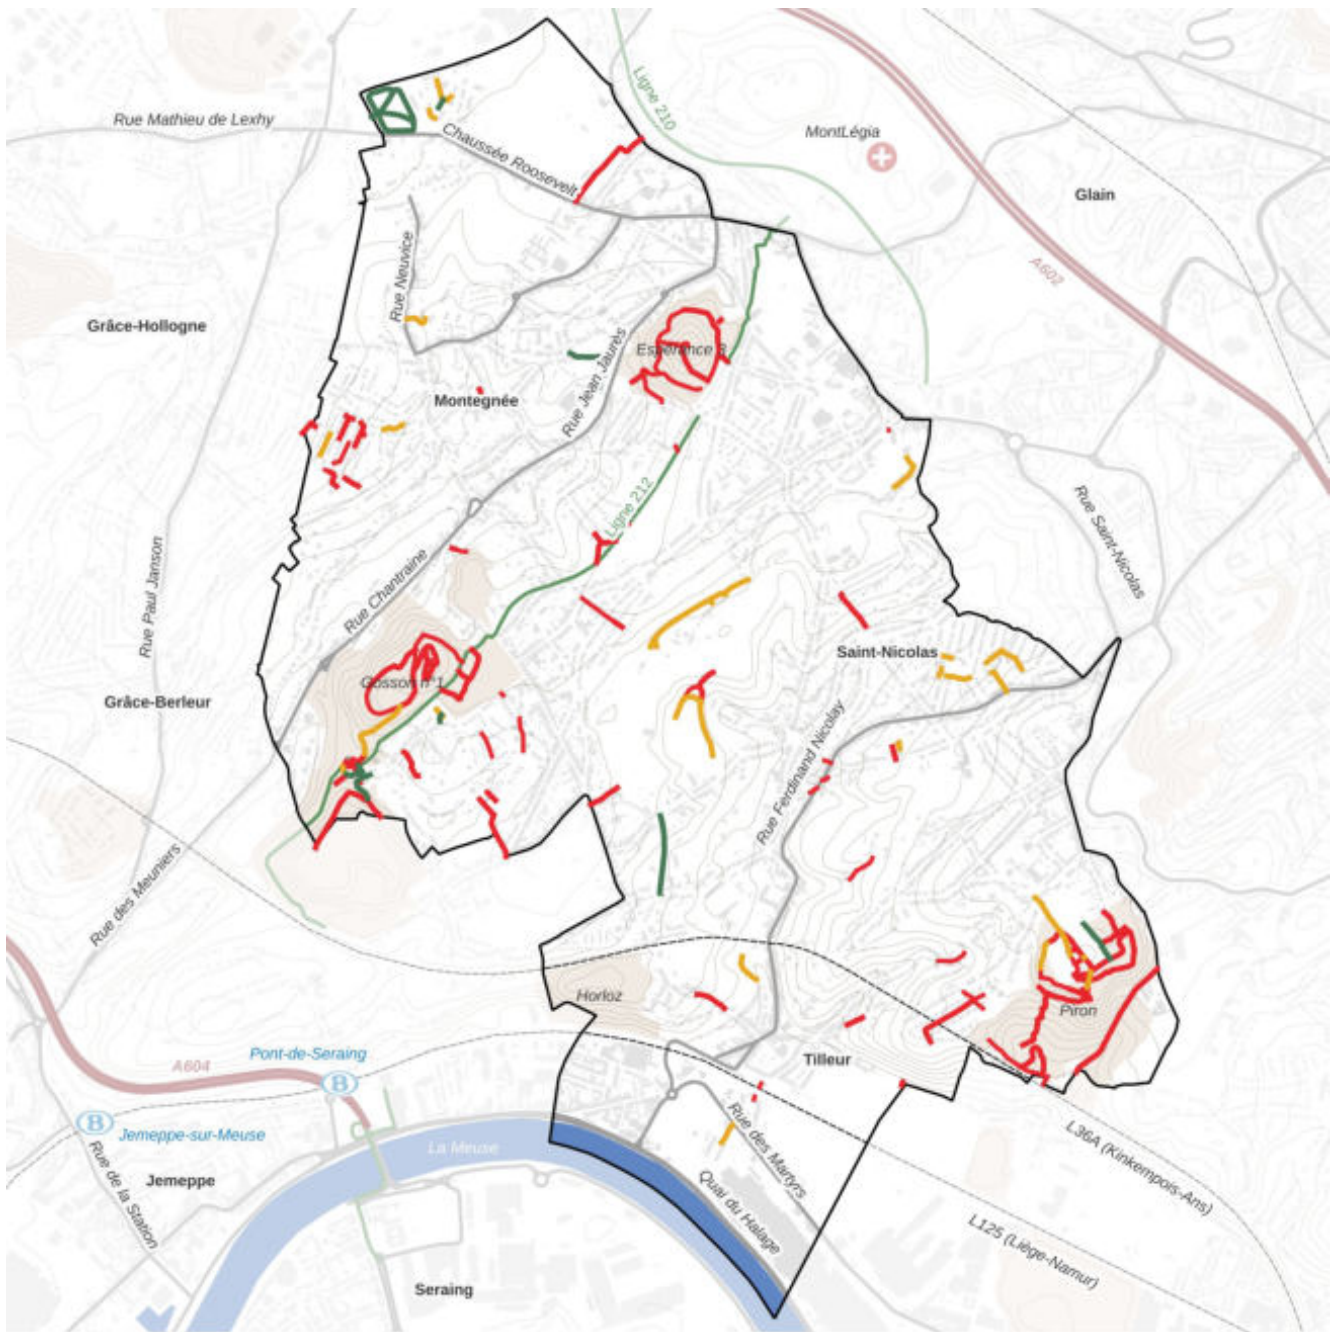 Ligne 210
Rue Mathieu de Lexhy
Chaussée Roosevelt
MontLégia
Glain
A602
Rue Neuvice
Grâce-Hollogne
Espérance
Rue Jean Jaurès
Montegnée
Ligne 212
Rue Saint-Nicolas
Rue Paul Janson
Rue Chantraine
Saint-Nicolas
Gosson n°1
Grâce-Berleur
Rue Ferdinand Nicolay
Rue des Meuniers
Horloz
Piron
Pont-de-Seraing
A604
B
Tilleur
B
Jemeppe-sur-Meuse
La Meuse
Rue des Martyrs
L36A (Kinkempois-Ans)
Rue de la Station
Jemeppe
Quai du Halage
L125 (Liège-Namur)
Seraing